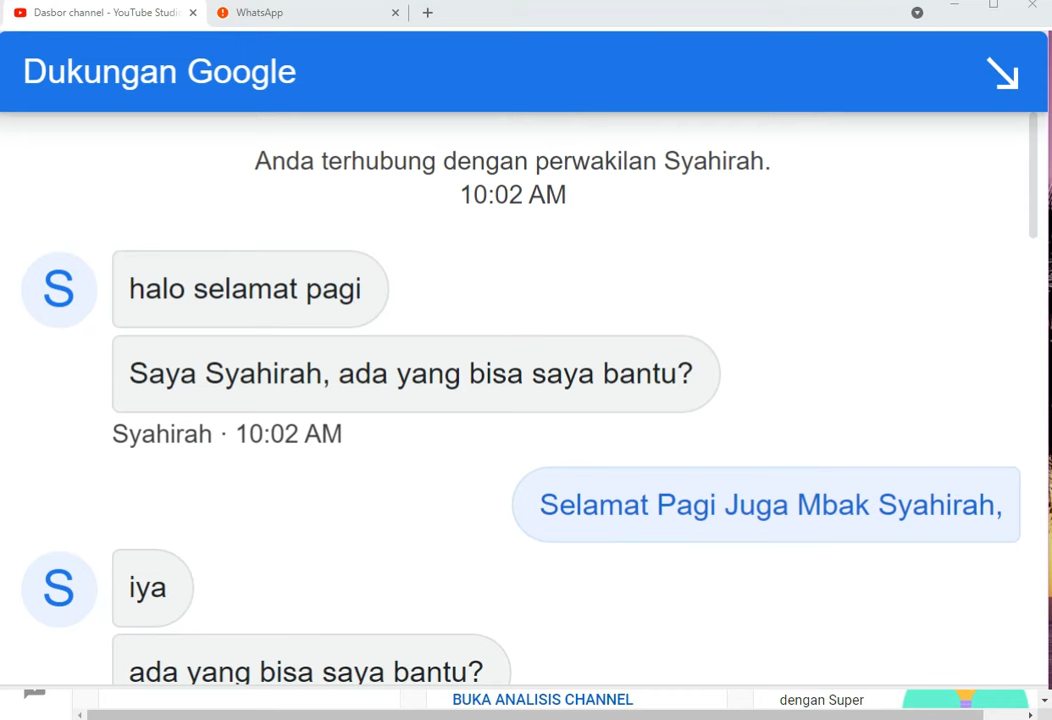 Dasbor channel - YouTube Studi
WhatsApp
Dukungan Google
Anda terhubung dengan perwakilan Syahirah.
10:02 AM
S
halo selamat pagi
Saya Syahirah, ada yang bisa saya bantu?
Syahirah · 10:02 AM
Selamat Pagi Juga Mbak Syahirah,
S
iya
ada yang bisa saya bantu?
BUKA ANALISIS CHANNEL
dengan Super